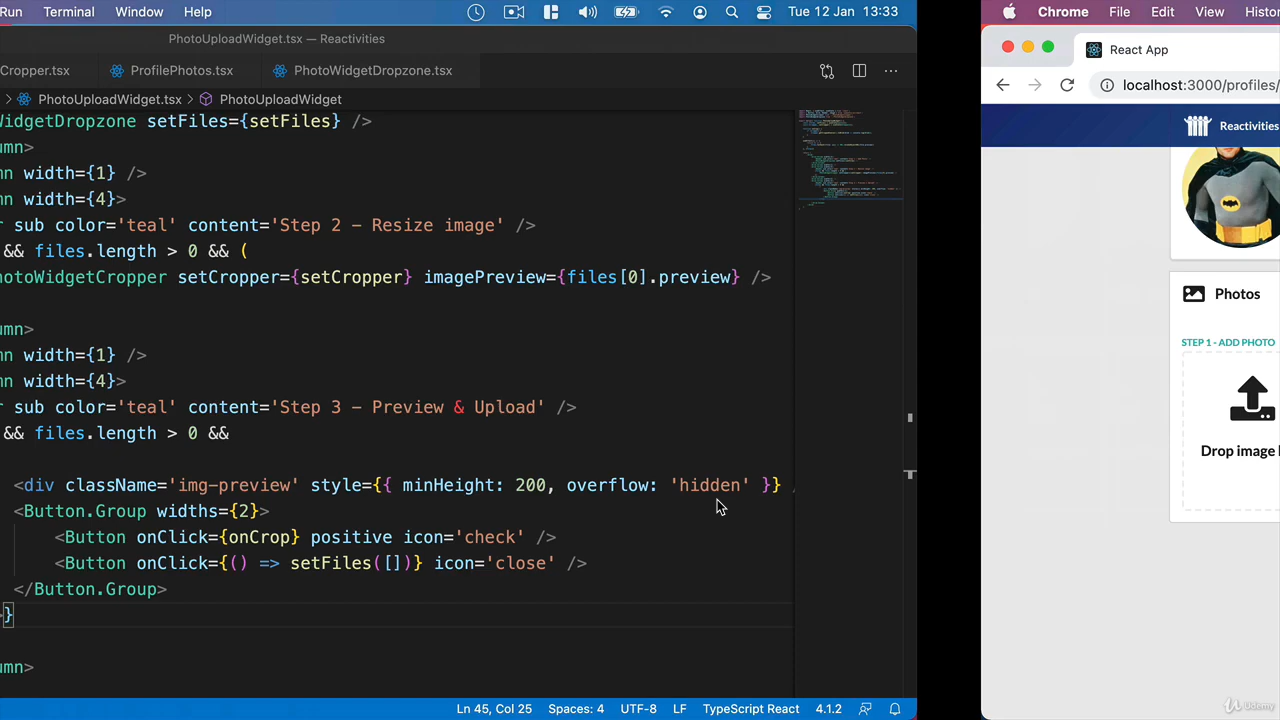 Run Terminal Window Help Tue 12 Jan 13:33
PhotoUploadWidget.tsx — Reactivities
Cropper.tsx ProfilePhotos.tsx PhotoWidgetDropzone.tsx
PhotoUploadWidget.tsx PhotoUploadWidget
WidgetDropzone setFiles={setFiles} />
umn>
mn width={1} />
mn width={4}>
r sub color='teal' content='Step 2 - Resize image' />
&& files.length > 0 && (
hotoWidgetCropper setCropper={setCropper} imagePreview={files[0].preview} />
umn>
mn width={1} />
mn width={4}>
r sub color='teal' content='Step 3 - Preview & Upload' />
&& files.length > 0 &&
<div className='img-preview' style={{ minHeight: 200, overflow: 'hidden' }} /
<Button.Group widths={2}>
<Button onClick={onCrop} positive icon='check' />
<Button onClick={() => setFiles([])} icon='close' />
</Button.Group>
>}
umn>
Ln 45, Col 25 Spaces: 4 UTF-8 LF TypeScript React 4.1.2
Chrome File Edit View Histor
React App
localhost:3000/profiles/
Reactivities
Photos
STEP 1 - ADD PHOTO
Drop image
Udemy